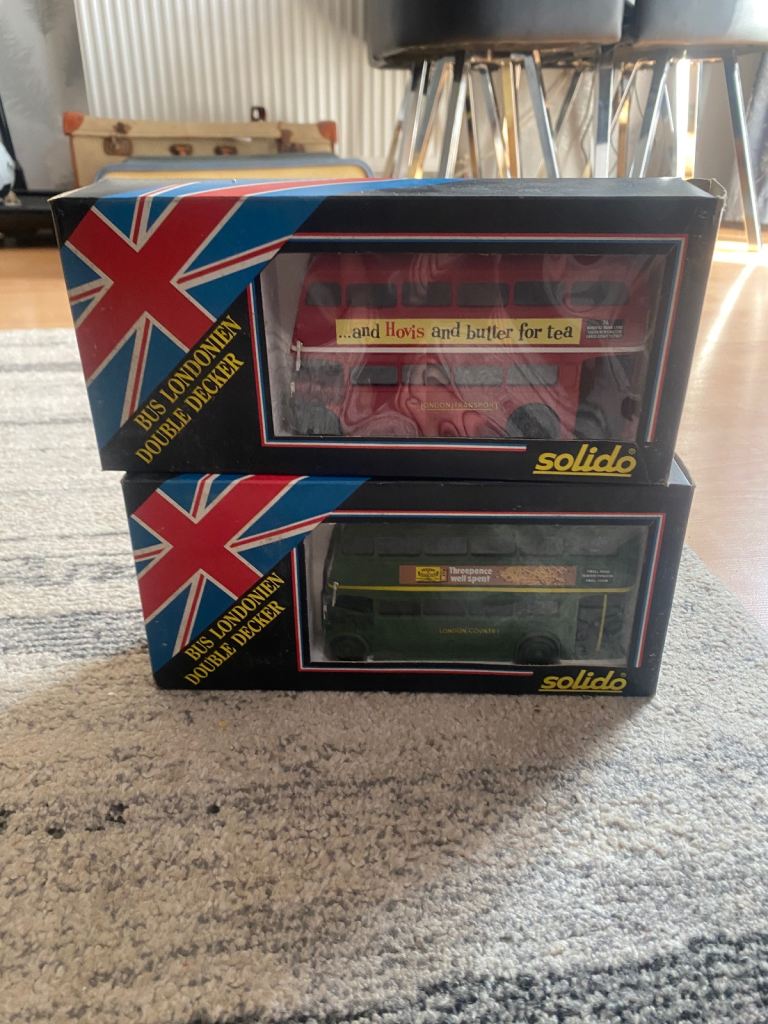 BUS LONDONIEN
DOUBLE DECKER
...and Hovis and butter for tea
LONDON TRANSPORT
solido®
BUS LONDONIEN
DOUBLE DECKER
Threepence
well spent
LONDON COUNTRY
solido®